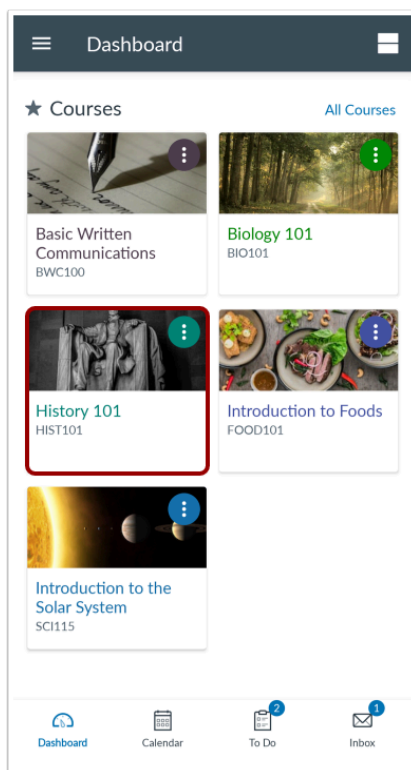 Dashboard
Courses
All Courses
Basic Written
Communications
BWC100
Biology 101
BIO101
History 101
HIST101
Introduction to Foods
FOOD101
Introduction to the
Solar System
SCI115
2
1
Dashboard
Calendar
To Do
Inbox